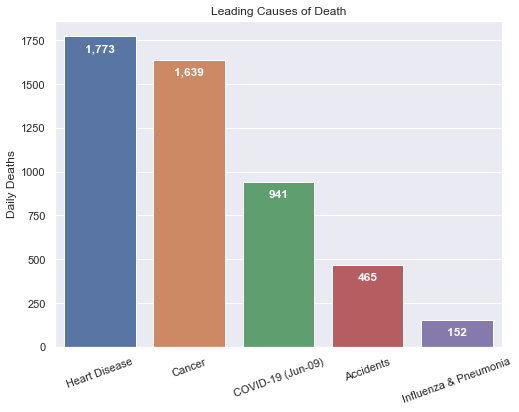 Leading Causes of Death
Daily Deaths
1750
1500
1250
1000
750
500
250
0
1,773
1,639
941
465
152
Heart Disease
Cancer
COVID-19 (Jun-09)
Accidents
Influenza & Pneumonia